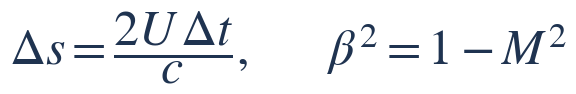 Δs = 2UΔt/c, β² = 1 − M²